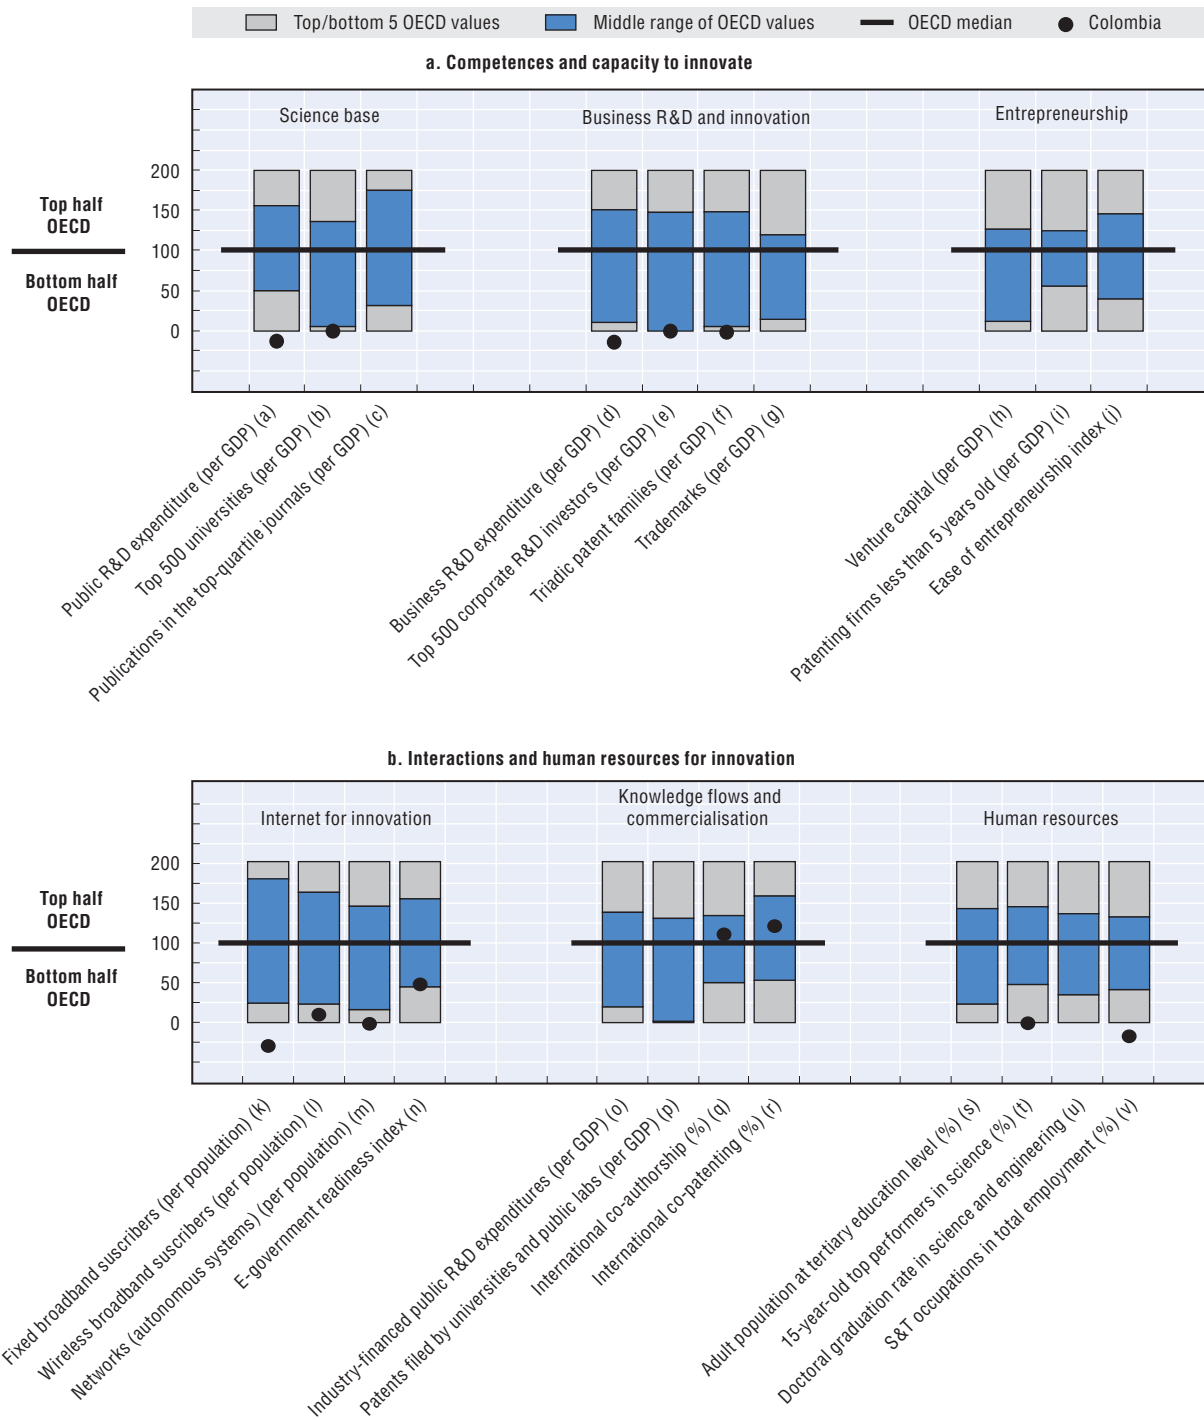 Top/bottom 5 OECD values Middle range of OECD values OECD median Colombia
a. Competences and capacity to innovate
Science base
Business R&D and innovation
Entrepreneurship
200
150
100
50
0
Top half
OECD
Bottom half
OECD
Public R&D expenditure (per GDP) (a)
Top 500 universities (per GDP) (b)
Publications in the top-quartile journals (per GDP) (c)
Business R&D expenditure (per GDP) (d)
Top 500 corporate R&D investors (per GDP) (e)
Triadic patent families (per GDP) (f)
Trademarks (per GDP) (g)
Venture capital (per GDP) (h)
Patenting firms less than 5 years old (per GDP) (i)
Ease of entrepreneurship index (j)
b. Interactions and human resources for innovation
Internet for innovation
Knowledge flows and
commercialisation
Human resources
200
150
100
50
0
Top half
OECD
Bottom half
OECD
Fixed broadband suscribers (per population) (k)
Wireless broadband suscribers (per population) (l)
Networks (autonomous systems) (per population) (m)
E-government readiness index (n)
Industry-financed public R&D expenditures (per GDP) (o)
Patents filed by universities and public labs (per GDP) (p)
International co-authorship (%) (q)
International co-patenting (%) (r)
Adult population at tertiary education level (%) (s)
15-year-old top performers in science (%) (t)
Doctoral graduation rate in science and engineering (u)
S&T occupations in total employment (%) (v)